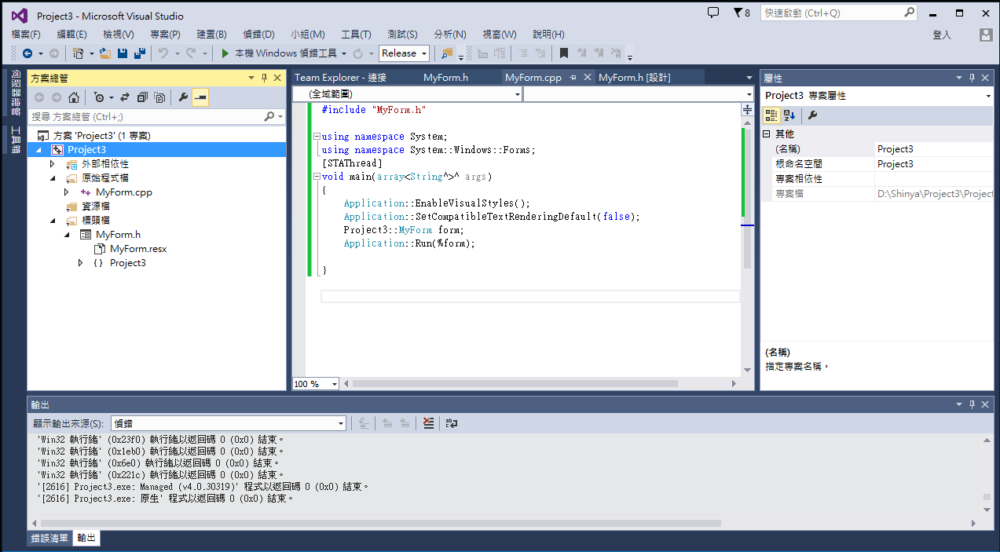 Project3 - Microsoft Visual Studio
8
快速啟動 (Ctrl+Q)
檔案(F) 編輯(E) 檢視(V) 專案(P) 建置(B) 偵錯(D) 小組(M) 工具(T) 測試(S) 分析(N) 視窗(W) 說明(H) 登入
本機 Windows 偵錯工具 Release
伺服器總管
工具箱
方案總管
搜尋 方案總管 (Ctrl+;)
方案 'Project3' (1 專案)
Project3
外部相依性
原始程式檔
MyForm.cpp
資源檔
標頭檔
MyForm.h
MyForm.resx
{ } Project3
Team Explorer - 連接 MyForm.h MyForm.cpp MyForm.h [設計]
(全域範圍)
#include "MyForm.h"
using namespace System;
using namespace System::Windows::Forms;
[STAThread]
void main(array<String^>^ args)
{
Application::EnableVisualStyles();
Application::SetCompatibleTextRenderingDefault(false);
Project3::MyForm form;
Application::Run(%form);
}
100 %
屬性
Project3 專案屬性
其他
(名稱) Project3
根命名空間 Project3
專案相依性
專案檔 D:\Shinya\Project3\Project
(名稱)
指定專案名稱。
輸出
顯示輸出來源(S): 偵錯
'Win32 執行緒' (0x23f0) 執行緒以返回碼 0 (0x0) 結束。
'Win32 執行緒' (0x1eb0) 執行緒以返回碼 0 (0x0) 結束。
'Win32 執行緒' (0x6e0) 執行緒以返回碼 0 (0x0) 結束。
'Win32 執行緒' (0x221c) 執行緒以返回碼 0 (0x0) 結束。
'[2616] Project3.exe: Managed (v4.0.30319)' 程式以返回碼 0 (0x0) 結束。
'[2616] Project3.exe: 原生' 程式以返回碼 0 (0x0) 結束。
錯誤清單 輸出